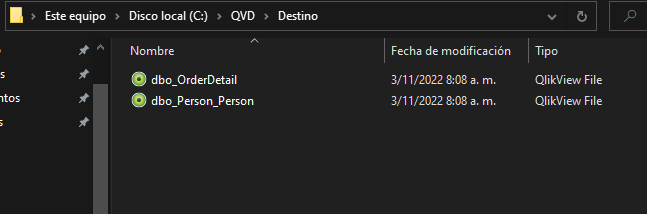 Este equipo > Disco local (C:) > QVD > Destino
Nombre Fecha de modificación Tipo
dbo_OrderDetail 3/11/2022 8:08 a. m. QlikView File
dbo_Person_Person 3/11/2022 8:08 a. m. QlikView File
s
ntos
s